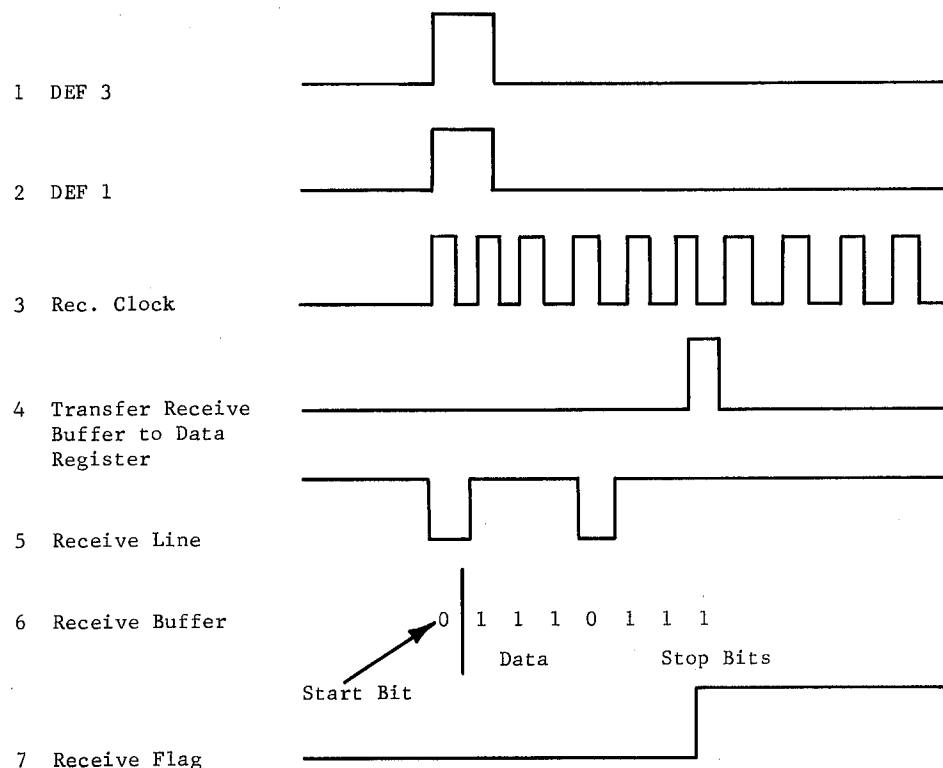 1 DEF 3
2 DEF 1
3 Rec. Clock
4 Transfer Receive
Buffer to Data
Register
5 Receive Line
6 Receive Buffer 0 1 1 1 0 1 1 1
Data Stop Bits
Start Bit
7 Receive Flag